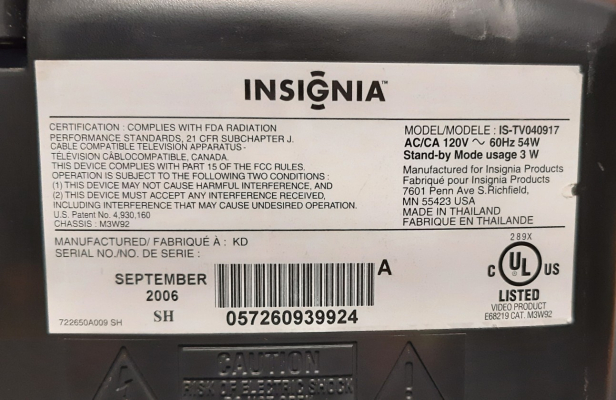 INSIGNIA™
CERTIFICATION : COMPLIES WITH FDA RADIATION
PERFORMANCE STANDARDS, 21 CFR SUBCHAPTER J.
CABLE COMPATIBLE TELEVISION APPARATUS -
TÉLÉVISION CÂBLOCOMPATIBLE, CANADA.
THIS DEVICE COMPLIES WITH PART 15 OF THE FCC RULES.
OPERATION IS SUBJECT TO THE FOLLOWING TWO CONDITIONS :
(1) THIS DEVICE MAY NOT CAUSE HARMFUL INTERFERENCE, AND
(2) THIS DEVICE MUST ACCEPT ANY INTERFERENCE RECEIVED,
INCLUDING INTERFERENCE THAT MAY CAUSE UNDESIRED OPERATION.
U.S. Patent No. 4,930,160
CHASSIS : M3W92
MODEL/MODELE : IS-TV040917
AC/CA 120V ~ 60Hz 54W
Stand-by Mode usage 3 W
Manufactured for Insignia Products
Fabriqué pour Insignia Products
7601 Penn Ave S.Richfield,
MN 55423 USA
MADE IN THAILAND
FABRIQUE EN THAILANDE
MANUFACTURED/ FABRIQUÉ À : KD
SERIAL NO./NO. DE SERIE :
SEPTEMBER
2006
SH
A
057260939924
722650A009 SH
289X
C UL US
LISTED
VIDEO PRODUCT
E68219 CAT. M3W92
CAUTION
RISK OF ELECTRIC SHOCK